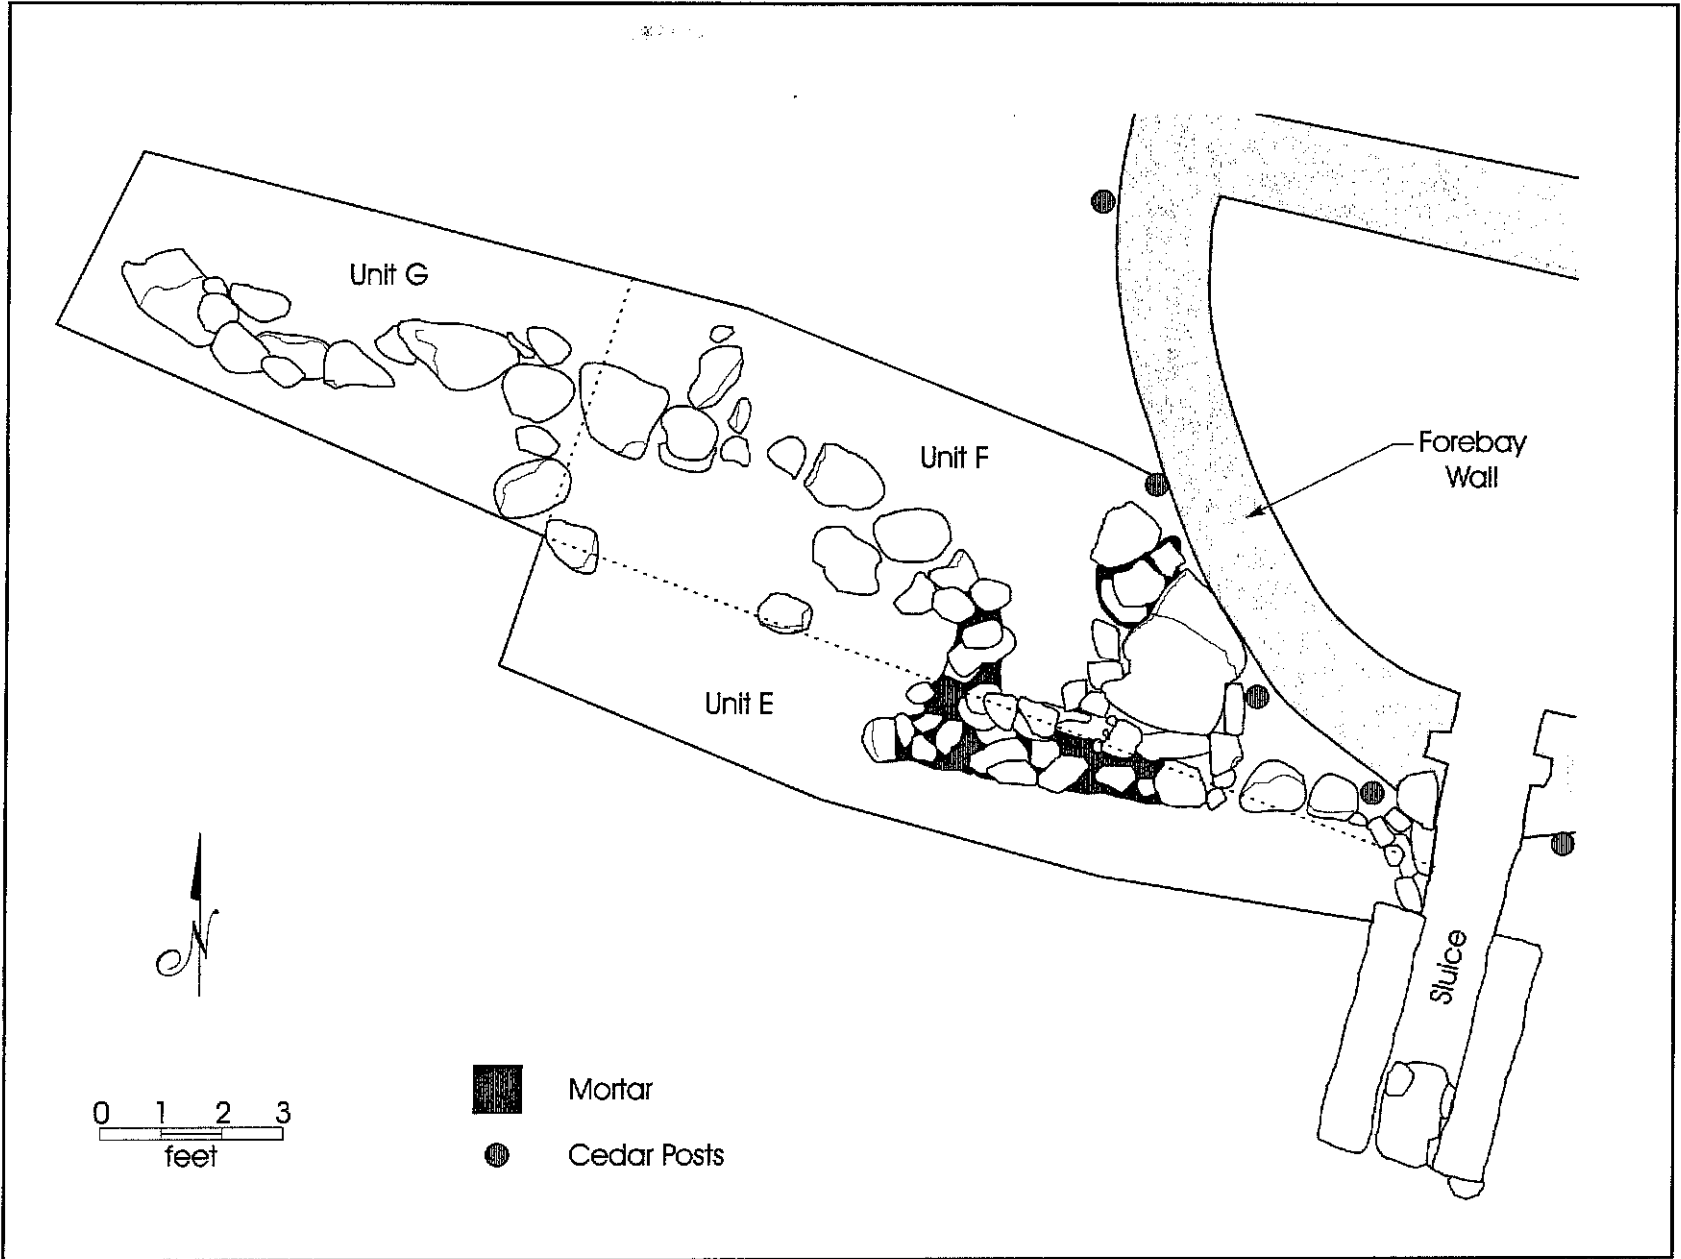 Unit G
Unit F
Forebay
Wall
Unit E
Sluice
N
0 1 2 3
feet
Mortar
Cedar Posts